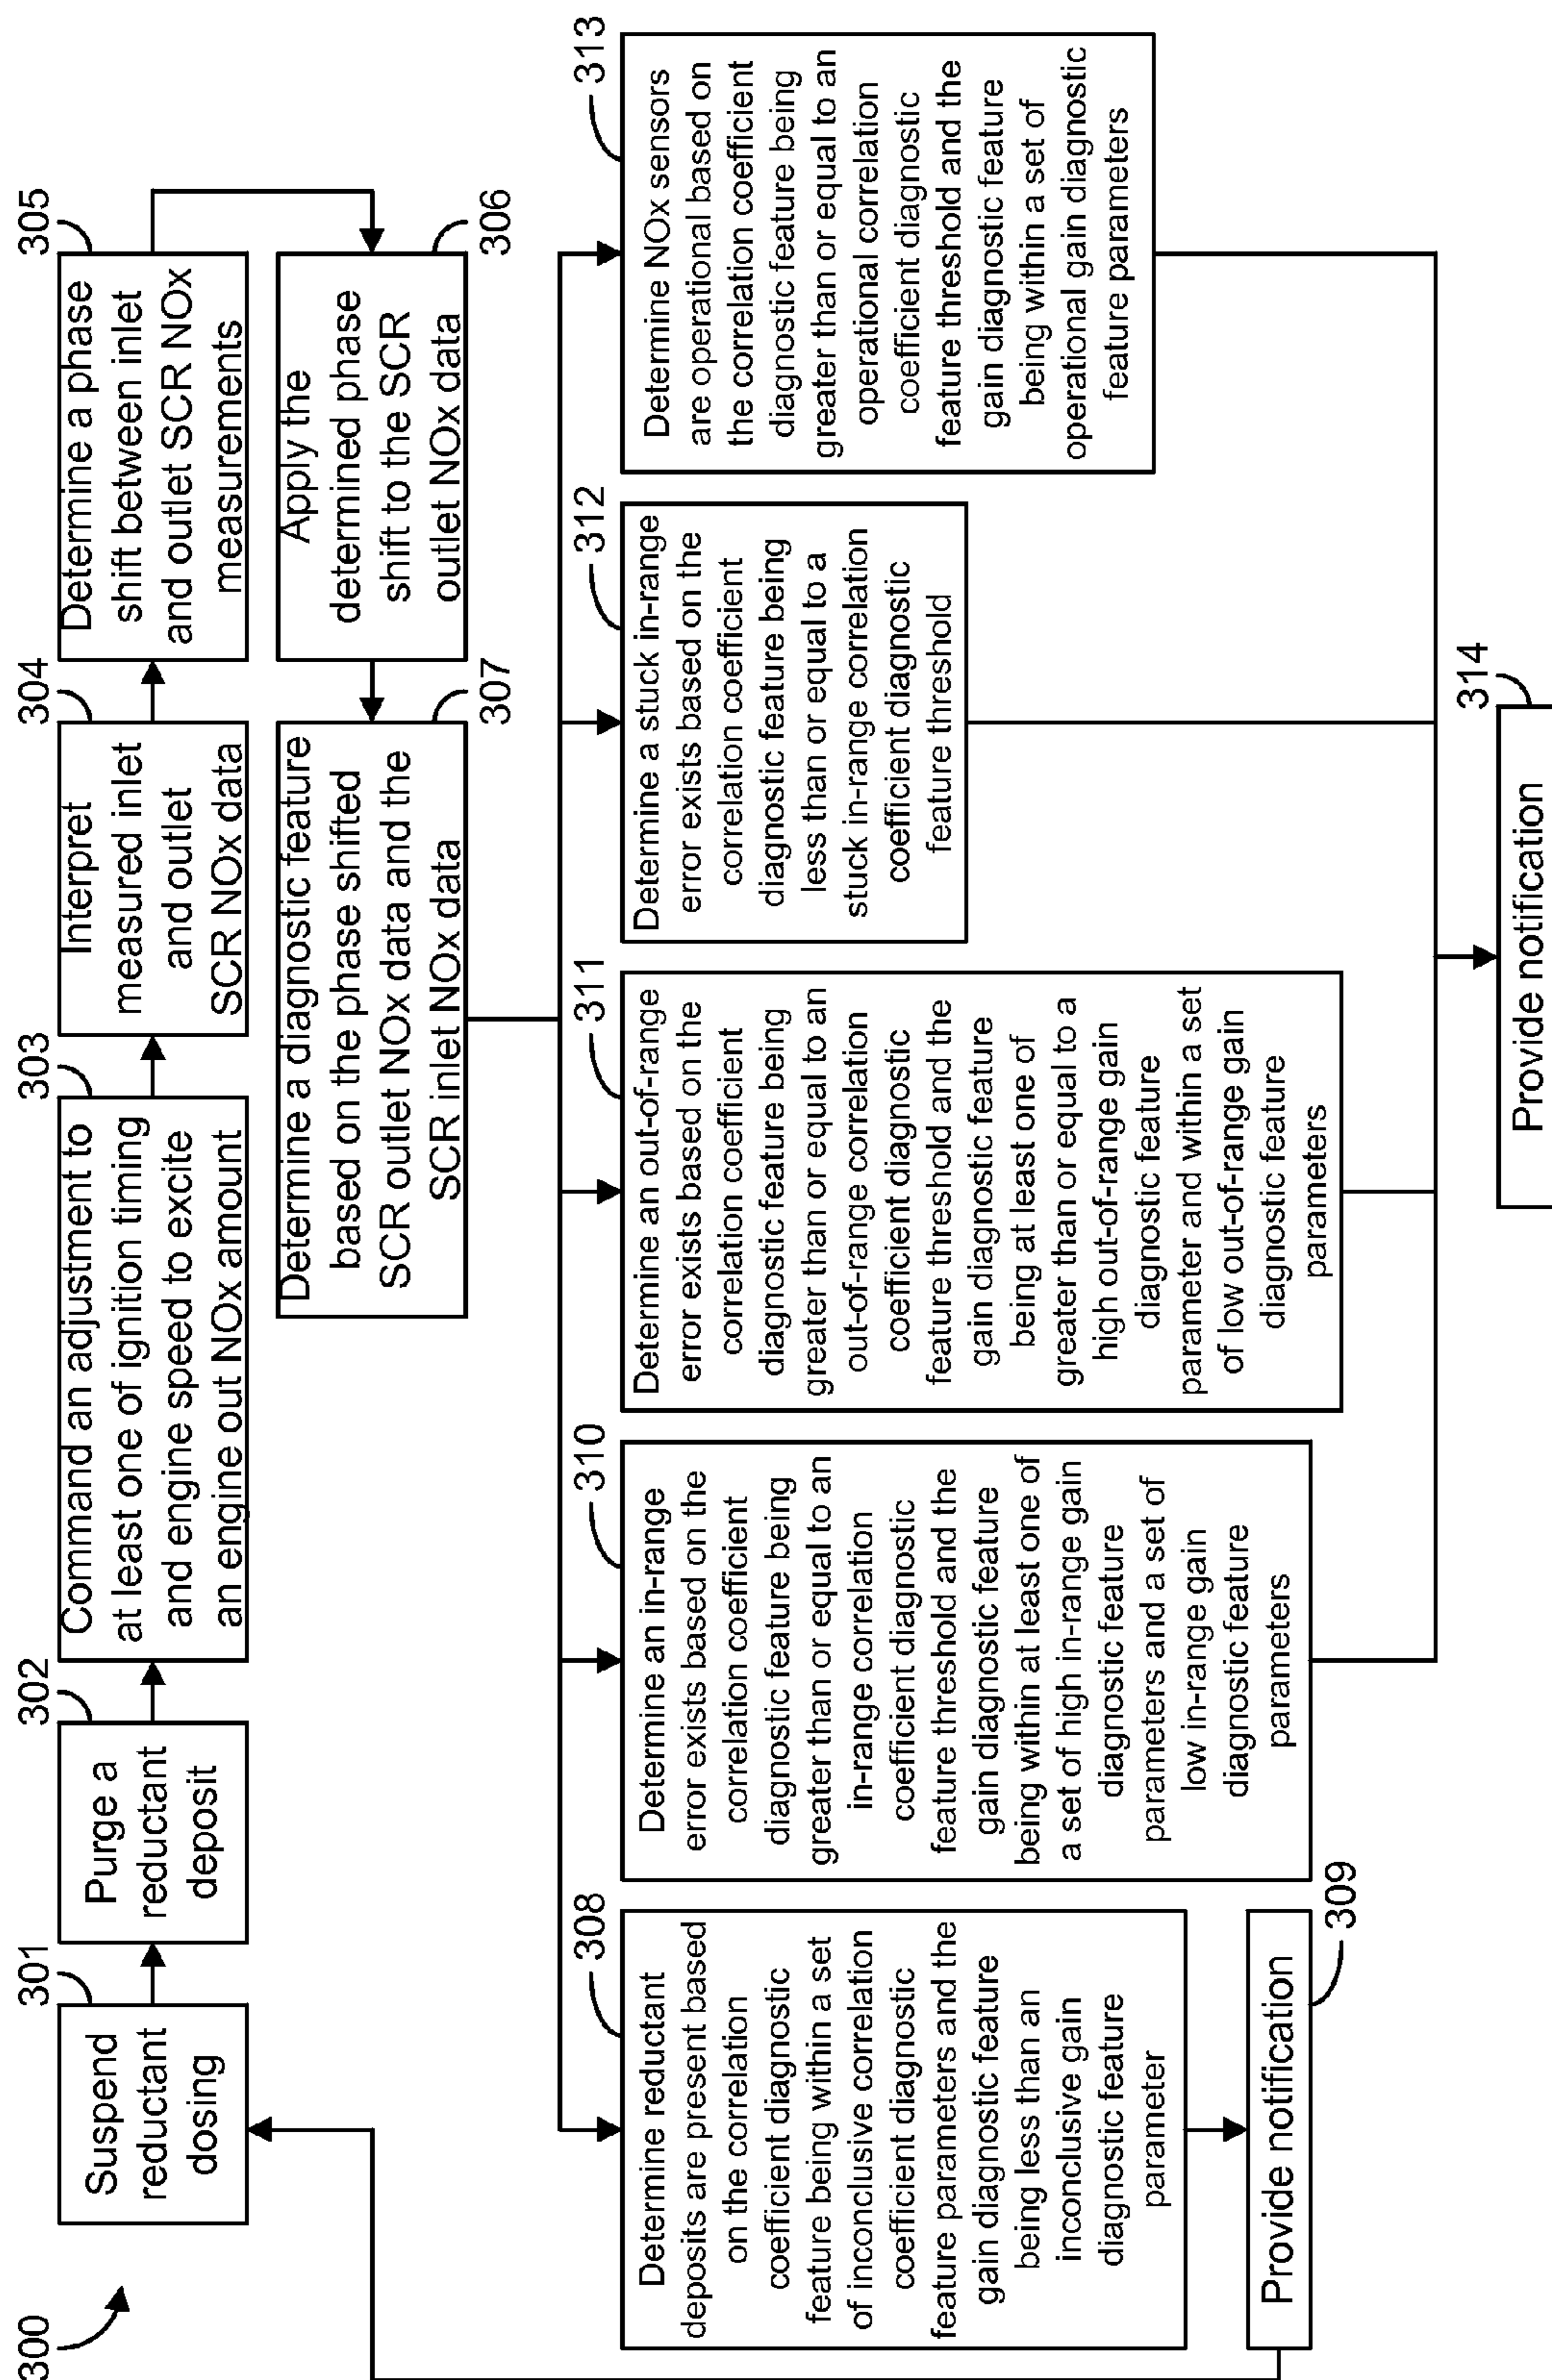 300
301
Suspend
reductant
dosing
302
Purge a
reductant
deposit
303
Command an adjustment to
at least one of ignition timing
and engine speed to excite
an engine out NOx amount
304
Interpret
measured inlet
and outlet
SCR NOx data
305
Determine a phase
shift between inlet
and outlet SCR NOx
measurements
Apply the
determined phase
shift to the SCR
outlet NOx data
306
Determine a diagnostic feature
based on the phase shifted
SCR outlet NOx data and the
SCR inlet NOx data
307
308
Determine reductant
deposits are present based
on the correlation
coefficient diagnostic
feature being within a set
of inconclusive correlation
coefficient diagnostic
feature parameters and the
gain diagnostic feature
being less than an
inconclusive gain
diagnostic feature
parameter
Provide notification
309
310
Determine an in-range
error exists based on the
correlation coefficient
diagnostic feature being
greater than or equal to an
in-range correlation
coefficient diagnostic
feature threshold and the
gain diagnostic feature
being within at least one of
a set of high in-range gain
diagnostic feature
parameters and a set of
low in-range gain
diagnostic feature
parameters
311
Determine an out-of-range
error exists based on the
correlation coefficient
diagnostic feature being
greater than or equal to an
out-of-range correlation
coefficient diagnostic
feature threshold and the
gain diagnostic feature
being at least one of
greater than or equal to a
high out-of-range gain
diagnostic feature
parameter and within a set
of low out-of-range gain
diagnostic feature
parameters
312
Determine a stuck in-range
error exists based on the
correlation coefficient
diagnostic feature being
less than or equal to a
stuck in-range correlation
coefficient diagnostic
feature threshold
313
Determine NOx sensors
are operational based on
the correlation coefficient
diagnostic feature being
greater than or equal to an
operational correlation
coefficient diagnostic
feature threshold and the
gain diagnostic feature
being within a set of
operational gain diagnostic
feature parameters
314
Provide notification